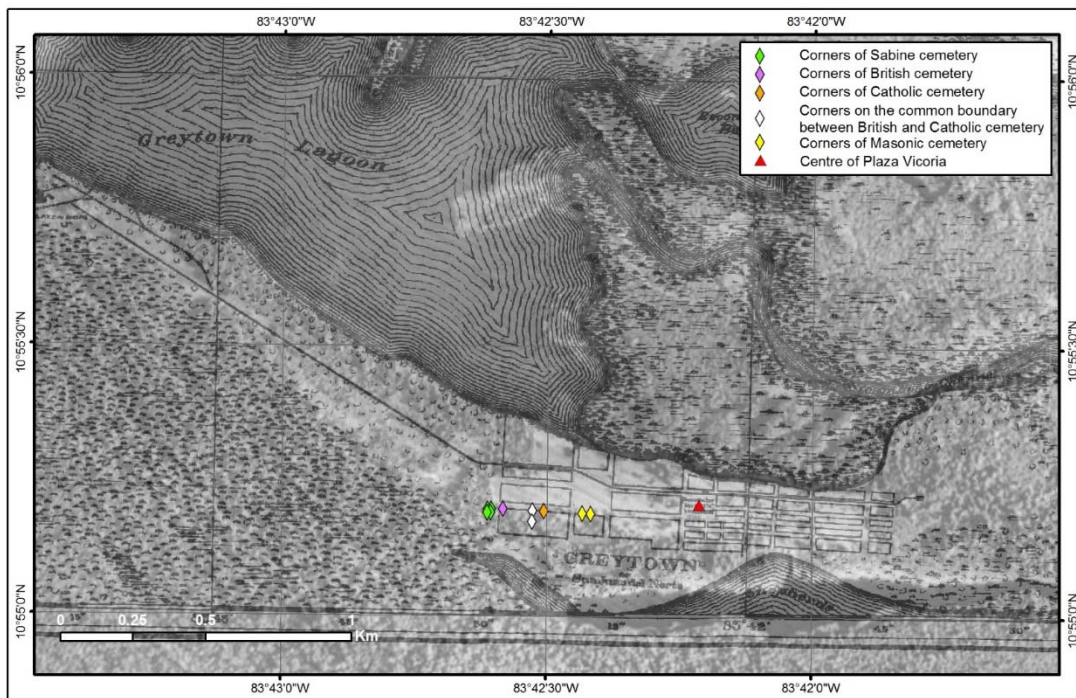 83°43'0"W
83°42'30"W
83°42'0"W
10°56'0"N
10°56'0"N
Corners of Sabine cemetery
Corners of British cemetery
Corners of Catholic cemetery
Corners on the common boundary
between British and Catholic cemetery
Corners of Masonic cemetery
Centre of Plaza Vicoria
Greytown Lagoon
10°55'30"N
10°55'30"N
GREYTOWN
10°55'0"N
10°55'0"N
0 0.25 0.5 1
Km
15"
45"
30"
83°43'0"W
83°42'30"W
83°42'0"W